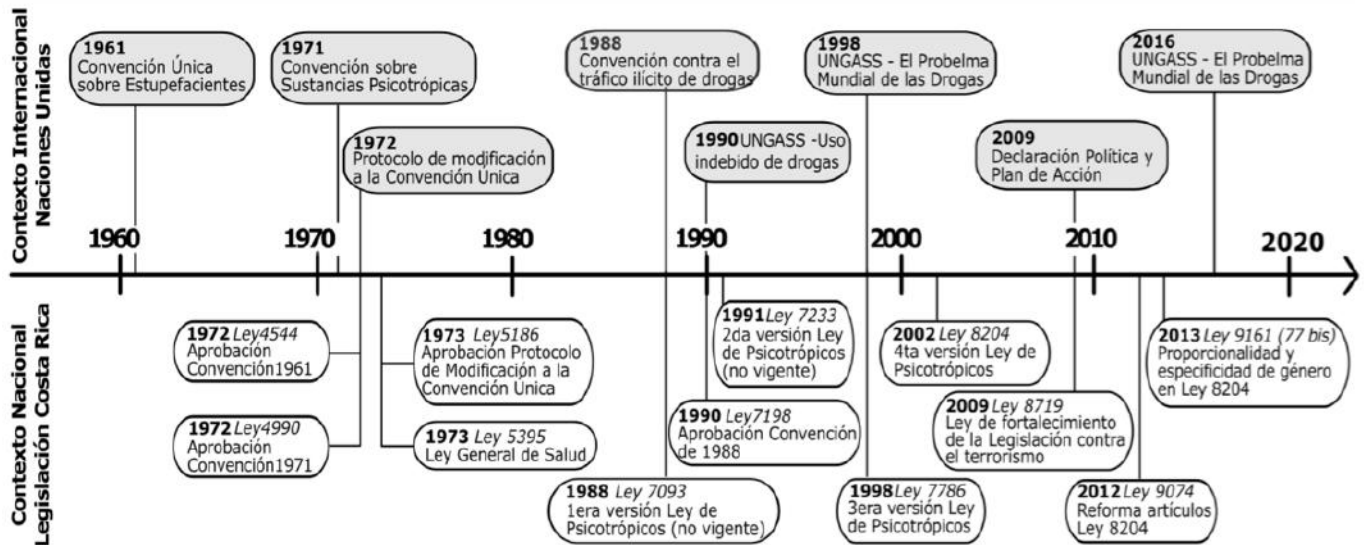 Contexto Internacional
Naciones Unidas
1961
Convención Única
sobre Estupefacientes
1971
Convención sobre
Sustancias Psicotrópicas
1972
Protocolo de modificación
a la Convención Única
1988
Convención contra el
tráfico ilícito de drogas
1990 UNGASS -Uso
indebido de drogas
1998
UNGASS - El Probelma
Mundial de las Drogas
2009
Declaración Política y
Plan de Acción
2016
UNGASS - El Probelma
Mundial de las Drogas
1960
1970
1980
1990
2000
2010
2020
Contexto Nacional
Legislación Costa Rica
1972 Ley4544
Aprobación
Convención1961
1972 Ley4990
Aprobación
Convención1971
1973 Ley5186
Aprobación Protocolo
de Modificación a la
Convención Única
1973 Ley 5395
Ley General de Salud
1988 Ley 7093
1era versión Ley de
Psicotrópicos (no vigente)
1991 Ley 7233
2da versión Ley
de Psicotrópicos
(no vigente)
1990 Ley7198
Aprobación Convención
de 1988
1998 Ley 7786
3era versión Ley
de Psicotrópicos
2002 Ley 8204
4ta versión Ley de
Psicotrópicos
2009 Ley 8719
Ley de fortalecimiento
de la Legislación contra
el terrorismo
2012 Ley 9074
Reforma artículos
Ley 8204
2013 Ley 9161 (77 bis)
Proporcionalidad y
especificidad de género
en Ley 8204